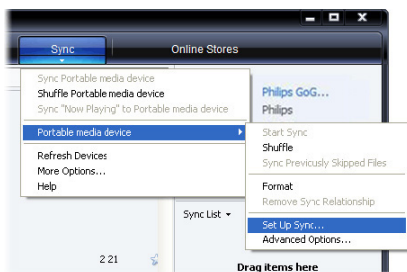 Sync
Online Stores
Sync Portable media device
Shuffle Portable media device
Sync "Now Playing" to Portable media device
Portable media device
Refresh Devices
More Options...
Help
Philips GoG...
Philips
Start Sync
Shuffle
Sync Previously Skipped Files
Format
Remove Sync Relationship
Set Up Sync...
Advanced Options...
Sync List
2 21
Drag items here